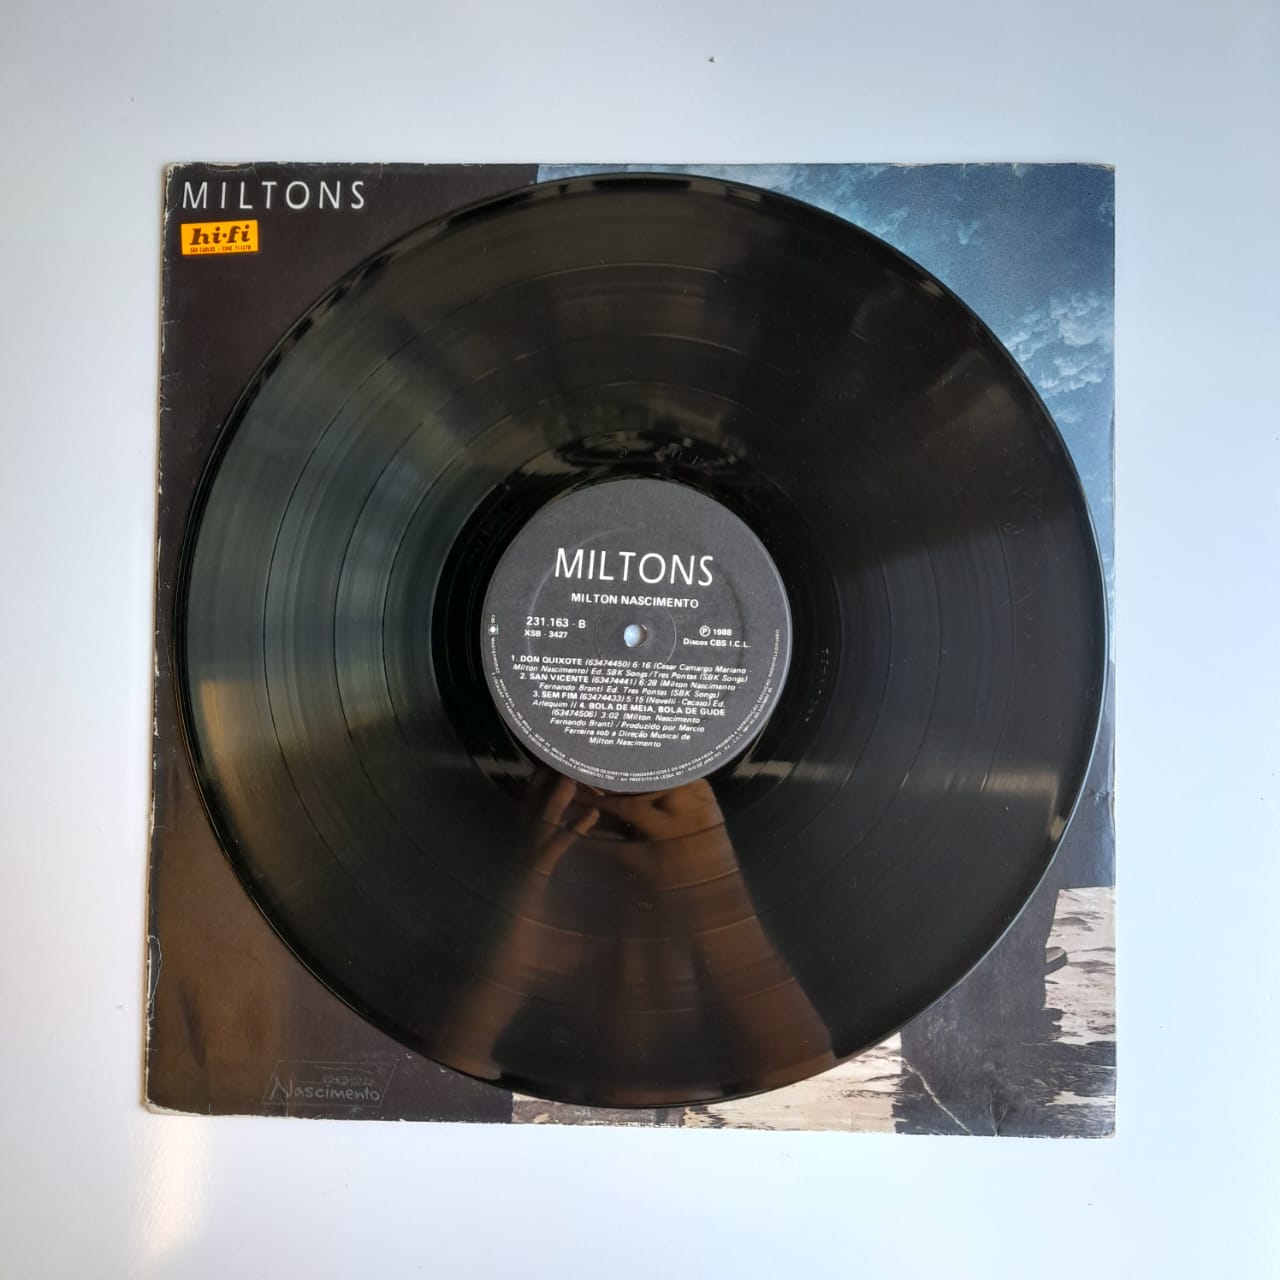 MILTONS
hi-fi
SÃO CARLOS - FONE
MILTONS
MILTON NASCIMENTO
231.163 - B
XSB - 3427
Ⓟ 1988
Discos CBS I.C.L.
1. DON QUIXOTE (63474450) 6:16 (Cesar Camargo Mariano -
Milton Nascimento) Ed. SBK Songs/Tres Pontas (SBK Songs)
2. SAN VICENTE (63474441) 6:28 (Milton Nascimento -
Fernando Brant) Ed. Tres Pontas (SBK Songs)
3. SEM FIM (63474433) 5:15 (Novelli - Cacaso) Ed.
Arlequim // 4. BOLA DE MEIA, BOLA DE GUDE
(63474506) 3:02 (Milton Nascimento -
Fernando Brant) / Produzido por Marcio
Ferreira sob a Direção Musical de
Milton Nascimento
Nascimento